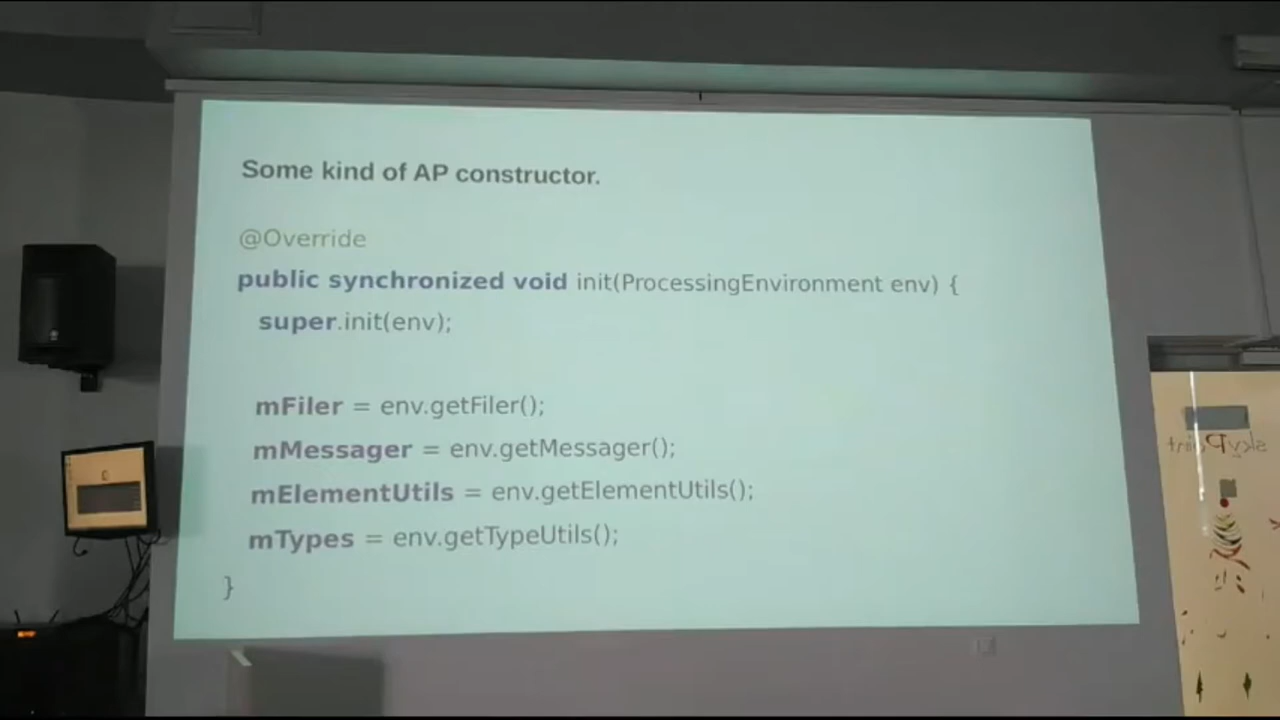 Some kind of AP constructor.
@Override
public synchronized void init(ProcessingEnvironment env) {
super.init(env);
mFiler = env.getFiler();
mMessager = env.getMessager();
mElementUtils = env.getElementUtils();
mTypes = env.getTypeUtils();
}
skyPoint